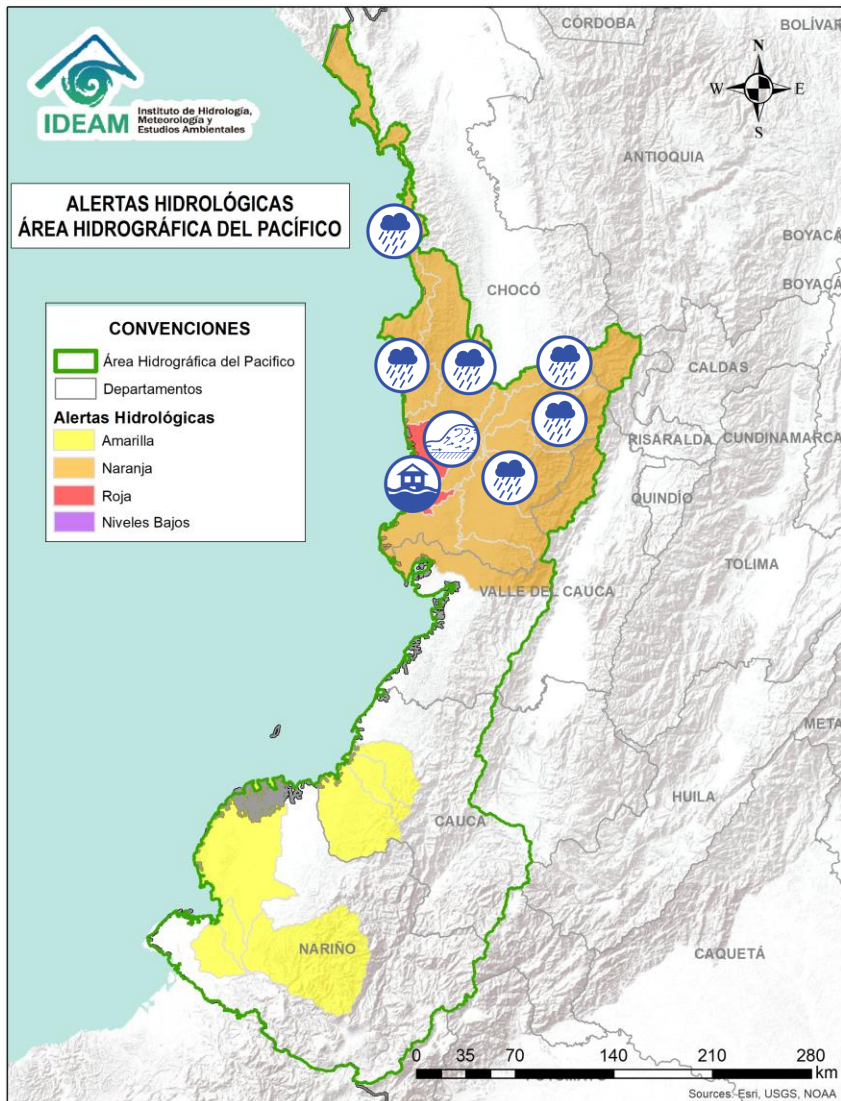 CÓRDOBA
BOLÍVAR
IDEAM
Instituto de Hidrología,
Meteorología y
Estudios Ambientales
N
W
E
S
ANTIOQUIA
ALERTAS HIDROLÓGICAS
ÁREA HIDROGRÁFICA DEL PACÍFICO
BOYACÁ
BOYACÁ
CHOCÓ
CONVENCIONES
Área Hidrográfica del Pacifico
Departamentos
Alertas Hidrológicas
Amarilla
Naranja
Roja
Niveles Bajos
CALDAS
RISARALDA
CUNDINAMARCA
QUINDÍO
TOLIMA
VALLE DEL CAUCA
META
HUILA
CAUCA
NARIÑO
CAQUETÁ
0 35 70 140 210 280
km
Sources: Esri, USGS, NOAA